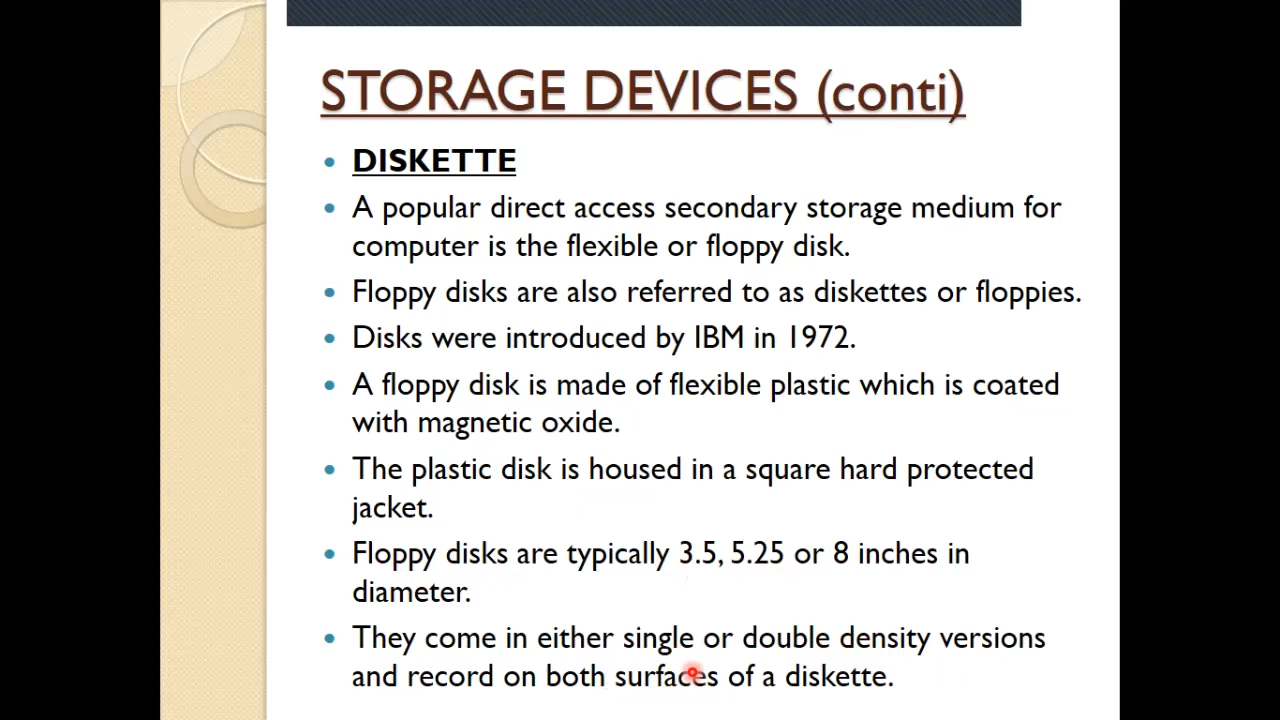 STORAGE DEVICES (conti)
• DISKETTE
• A popular direct access secondary storage medium for
computer is the flexible or floppy disk.
• Floppy disks are also referred to as diskettes or floppies.
• Disks were introduced by IBM in 1972.
• A floppy disk is made of flexible plastic which is coated
with magnetic oxide.
• The plastic disk is housed in a square hard protected
jacket.
• Floppy disks are typically 3.5, 5.25 or 8 inches in
diameter.
• They come in either single or double density versions
and record on both surfaces of a diskette.